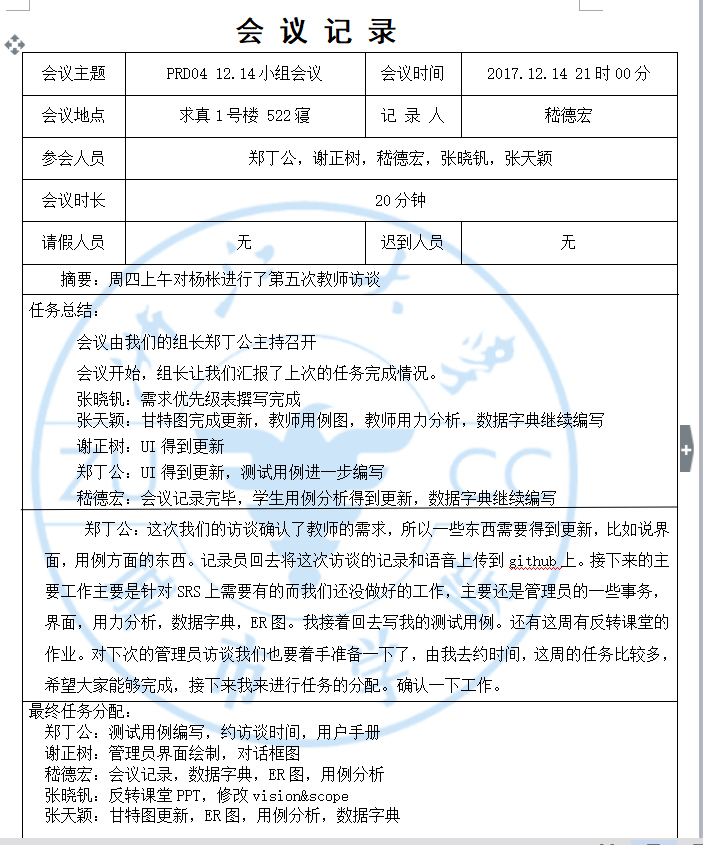 会 议 记 录
会议主题 PRD04 12.14小组会议 会议时间 2017.12.14 21时00分
会议地点 求真1号楼 522寝 记 录 人 嵇德宏
参会人员 郑丁公，谢正树，嵇德宏，张晓钒，张天颖
会议时长 20分钟
请假人员 无 迟到人员 无
摘要：周四上午对杨枨进行了第五次教师访谈
任务总结：
会议由我们的组长郑丁公主持召开
会议开始，组长让我们汇报了上次的任务完成情况。
张晓钒：需求优先级表撰写完成
张天颖：甘特图完成更新，教师用例图，教师用力分析，数据字典继续编写
谢正树：UI 得到更新
郑丁公：UI 得到更新，测试用例进一步编写
嵇德宏：会议记录完毕，学生用例分析得到更新，数据字典继续编写
郑丁公：这次我们的访谈确认了教师的需求，所以一些东西需要得到更新，比如说界
面，用例方面的东西。记录员回去将这次访谈的记录和语音上传到 github 上。接下来的主
要工作主要是针对 SRS 上需要有的而我们还没做好的工作，主要还是管理员的一些事务，
界面，用力分析，数据字典，ER 图。我接着回去写我的测试用例。还有这周有反转课堂的
作业。对下次的管理员访谈我们也要着手准备一下了，由我去约时间，这周的任务比较多，
希望大家能够完成，接下来我来进行任务的分配。确认一下工作。
最终任务分配：
郑丁公：测试用例编写，约访谈时间，用户手册
谢正树：管理员界面绘制，对话框图
嵇德宏：会议记录，数据字典，ER 图，用例分析
张晓钒：反转课堂 PPT，修改 vision&scope
张天颖：甘特图更新，ER 图，用例分析，数据字典